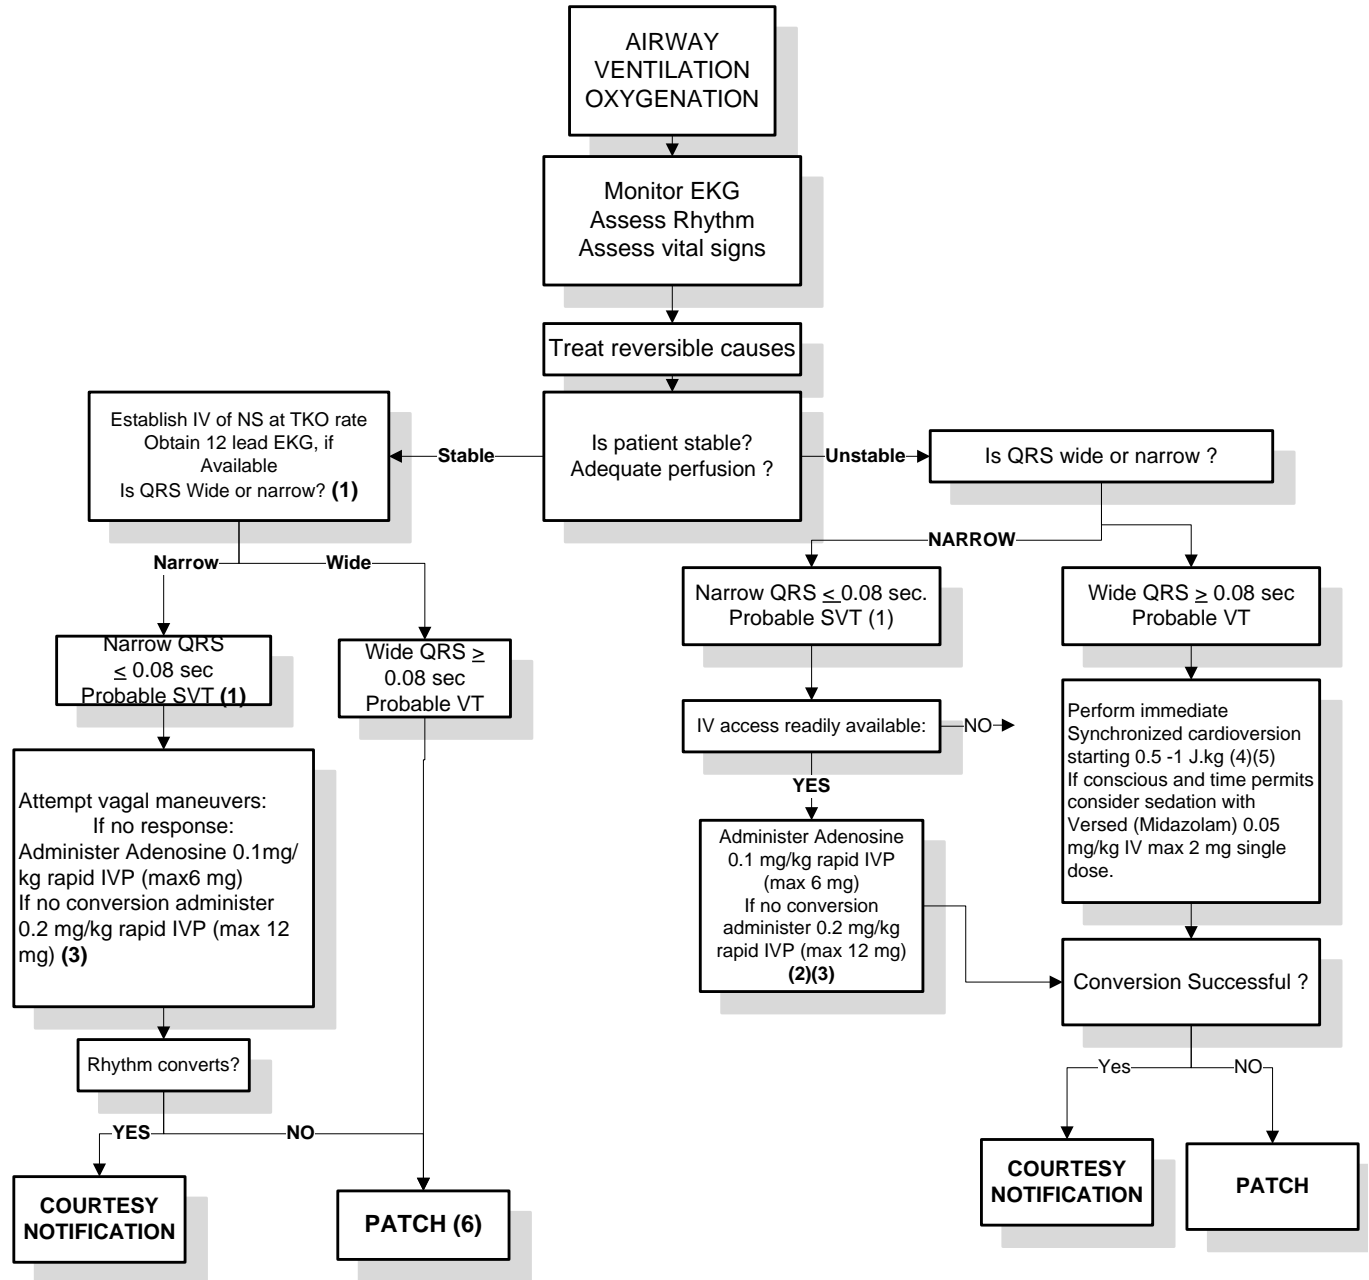 AIRWAY
VENTILATION
OXYGENATION
Monitor EKG
Assess Rhythm
Assess vital signs
Treat reversible causes
Is patient stable?
Adequate perfusion ?
Stable
Unstable
Establish IV of NS at TKO rate
Obtain 12 lead EKG, if
Available
Is QRS Wide or narrow? (1)
Narrow
Wide
Narrow QRS
≤ 0.08 sec
Probable SVT (1)
Wide QRS ≥
0.08 sec
Probable VT
Attempt vagal maneuvers:
If no response:
Administer Adenosine 0.1mg/
kg rapid IVP (max6 mg)
If no conversion administer
0.2 mg/kg rapid IVP (max 12
mg) (3)
Rhythm converts?
YES
NO
COURTESY
NOTIFICATION
PATCH (6)
Is QRS wide or narrow ?
NARROW
Narrow QRS ≤ 0.08 sec.
Probable SVT (1)
Wide QRS ≥ 0.08 sec
Probable VT
IV access readily available:
NO
YES
Administer Adenosine
0.1 mg/kg rapid IVP
(max 6 mg)
If no conversion
administer 0.2 mg/kg
rapid IVP (max 12 mg)
(2)(3)
Perform immediate
Synchronized cardioversion
starting 0.5 -1 J.kg (4)(5)
If conscious and time permits
consider sedation with
Versed (Midazolam) 0.05
mg/kg IV max 2 mg single
dose.
Conversion Successful ?
Yes
NO
COURTESY
NOTIFICATION
PATCH